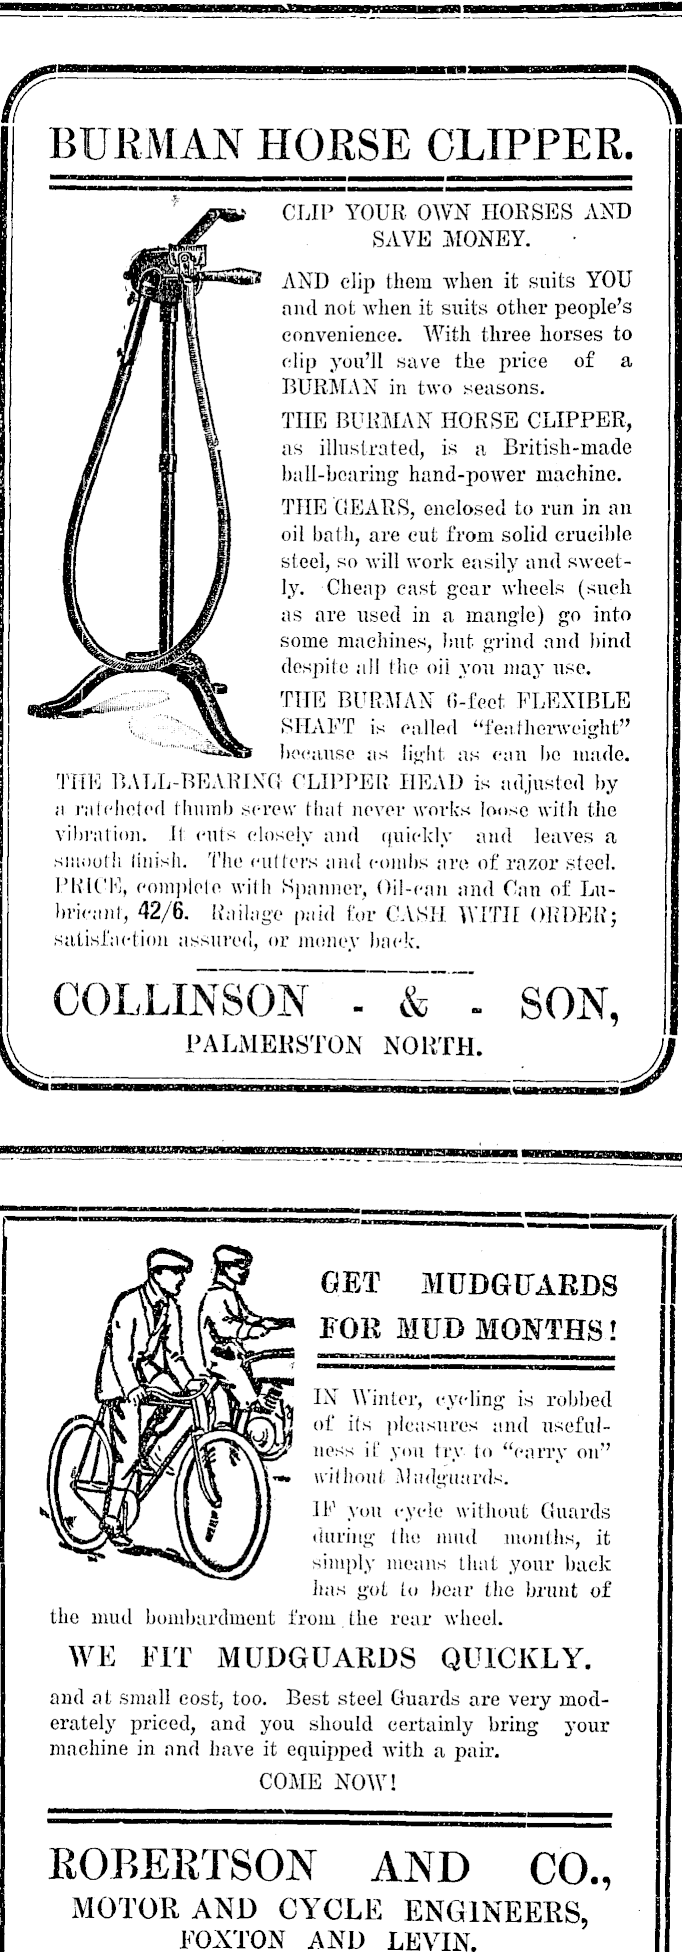 BURMAN HORSE CLIPPER.
CLIP YOUR OWN HORSES AND
SAVE MONEY.
AND clip them when it suits YOU
and not when it suits other people's
convenience. With three horses to
clip you'll save the price of a
BURMAN in two seasons.
THE BURMAN HORSE CLIPPER,
as illustrated, is a British-made
ball-bearing hand-power machine.
THE GEARS, enclosed to run in an
oil bath, are cut from solid crucible
steel, so will work easily and sweet-
ly. Cheap cast gear wheels (such
as are used in a mangle) go into
some machines, but grind and bind
despite all the oil you may use.
THE BURMAN 6-feet FLEXIBLE
SHAFT is called "featherweight"
because as light as can be made.
THE BALL-BEARING CLIPPER HEAD is adjusted by
a ratcheted thumb screw that never works loose with the
vibration. It cuts closely and quickly and leaves a
smooth finish. The cutters and combs are of razor steel.
PRICE, complete with Spanner, Oil-can and Can of Lu-
bricant, 42/6. Railage paid for CASH WITH ORDER;
satisfaction assured, or money back.
COLLINSON - & - SON,
PALMERSTON NORTH.
GET MUDGUARDS
FOR MUD MONTHS!
IN Winter, cycling is robbed
of its pleasures and useful-
ness if you try to "carry on"
without Mudguards.
IF you cycle without Guards
during the mud months, it
simply means that your back
has got to bear the brunt of
the mud bombardment from the rear wheel.
WE FIT MUDGUARDS QUICKLY.
and at small cost, too. Best steel Guards are very mod-
erately priced, and you should certainly bring your
machine in and have it equipped with a pair.
COME NOW!
ROBERTSON AND CO.,
MOTOR AND CYCLE ENGINEERS,
FOXTON AND LEVIN.